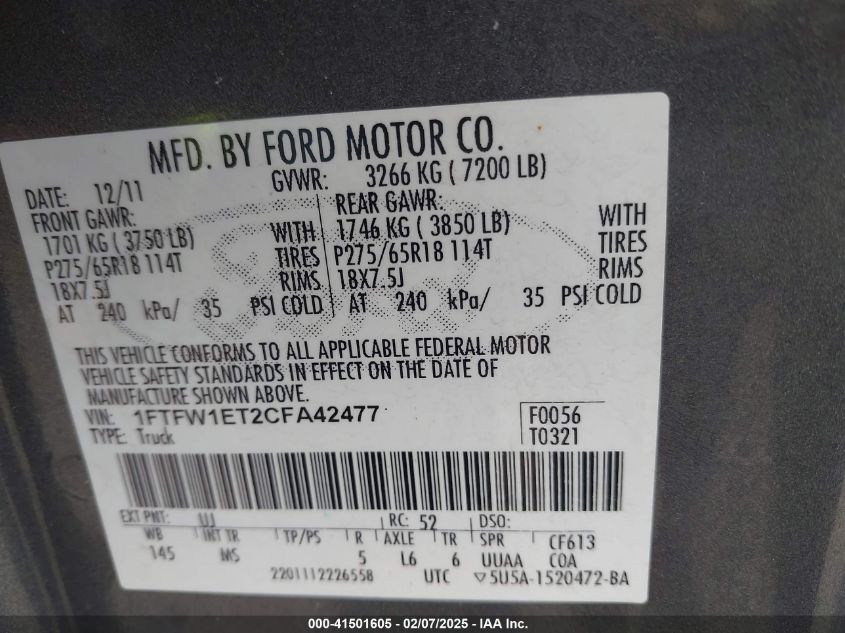 MFD. BY FORD MOTOR CO.
DATE: 12/11 GVWR: 3266 KG ( 7200 LB)
FRONT GAWR: REAR GAWR:
1701 KG ( 3750 LB) WITH 1746 KG ( 3850 LB) WITH
P275/65R18 114T TIRES P275/65R18 114T TIRES
18X7.5J RIMS 18X7.5J RIMS
AT 240 kPa/ 35 PSI COLD AT 240 kPa/ 35 PSI COLD
THIS VEHICLE CONFORMS TO ALL APPLICABLE FEDERAL MOTOR
VEHICLE SAFETY STANDARDS IN EFFECT ON THE DATE OF
MANUFACTURE SHOWN ABOVE.
VIN: 1FTFW1ET2CFA42477 F0056
TYPE: Truck T0321
EXT PNT: UJ RC: 52 DSO:
WB INT TR TP/PS R AXLE TR SPR CF613
145 MS 5 L6 6 UUAA COA
2201112226558 UTC ▽5U5A-1520472-BA
000-41501605 - 02/07/2025 - IAA Inc.